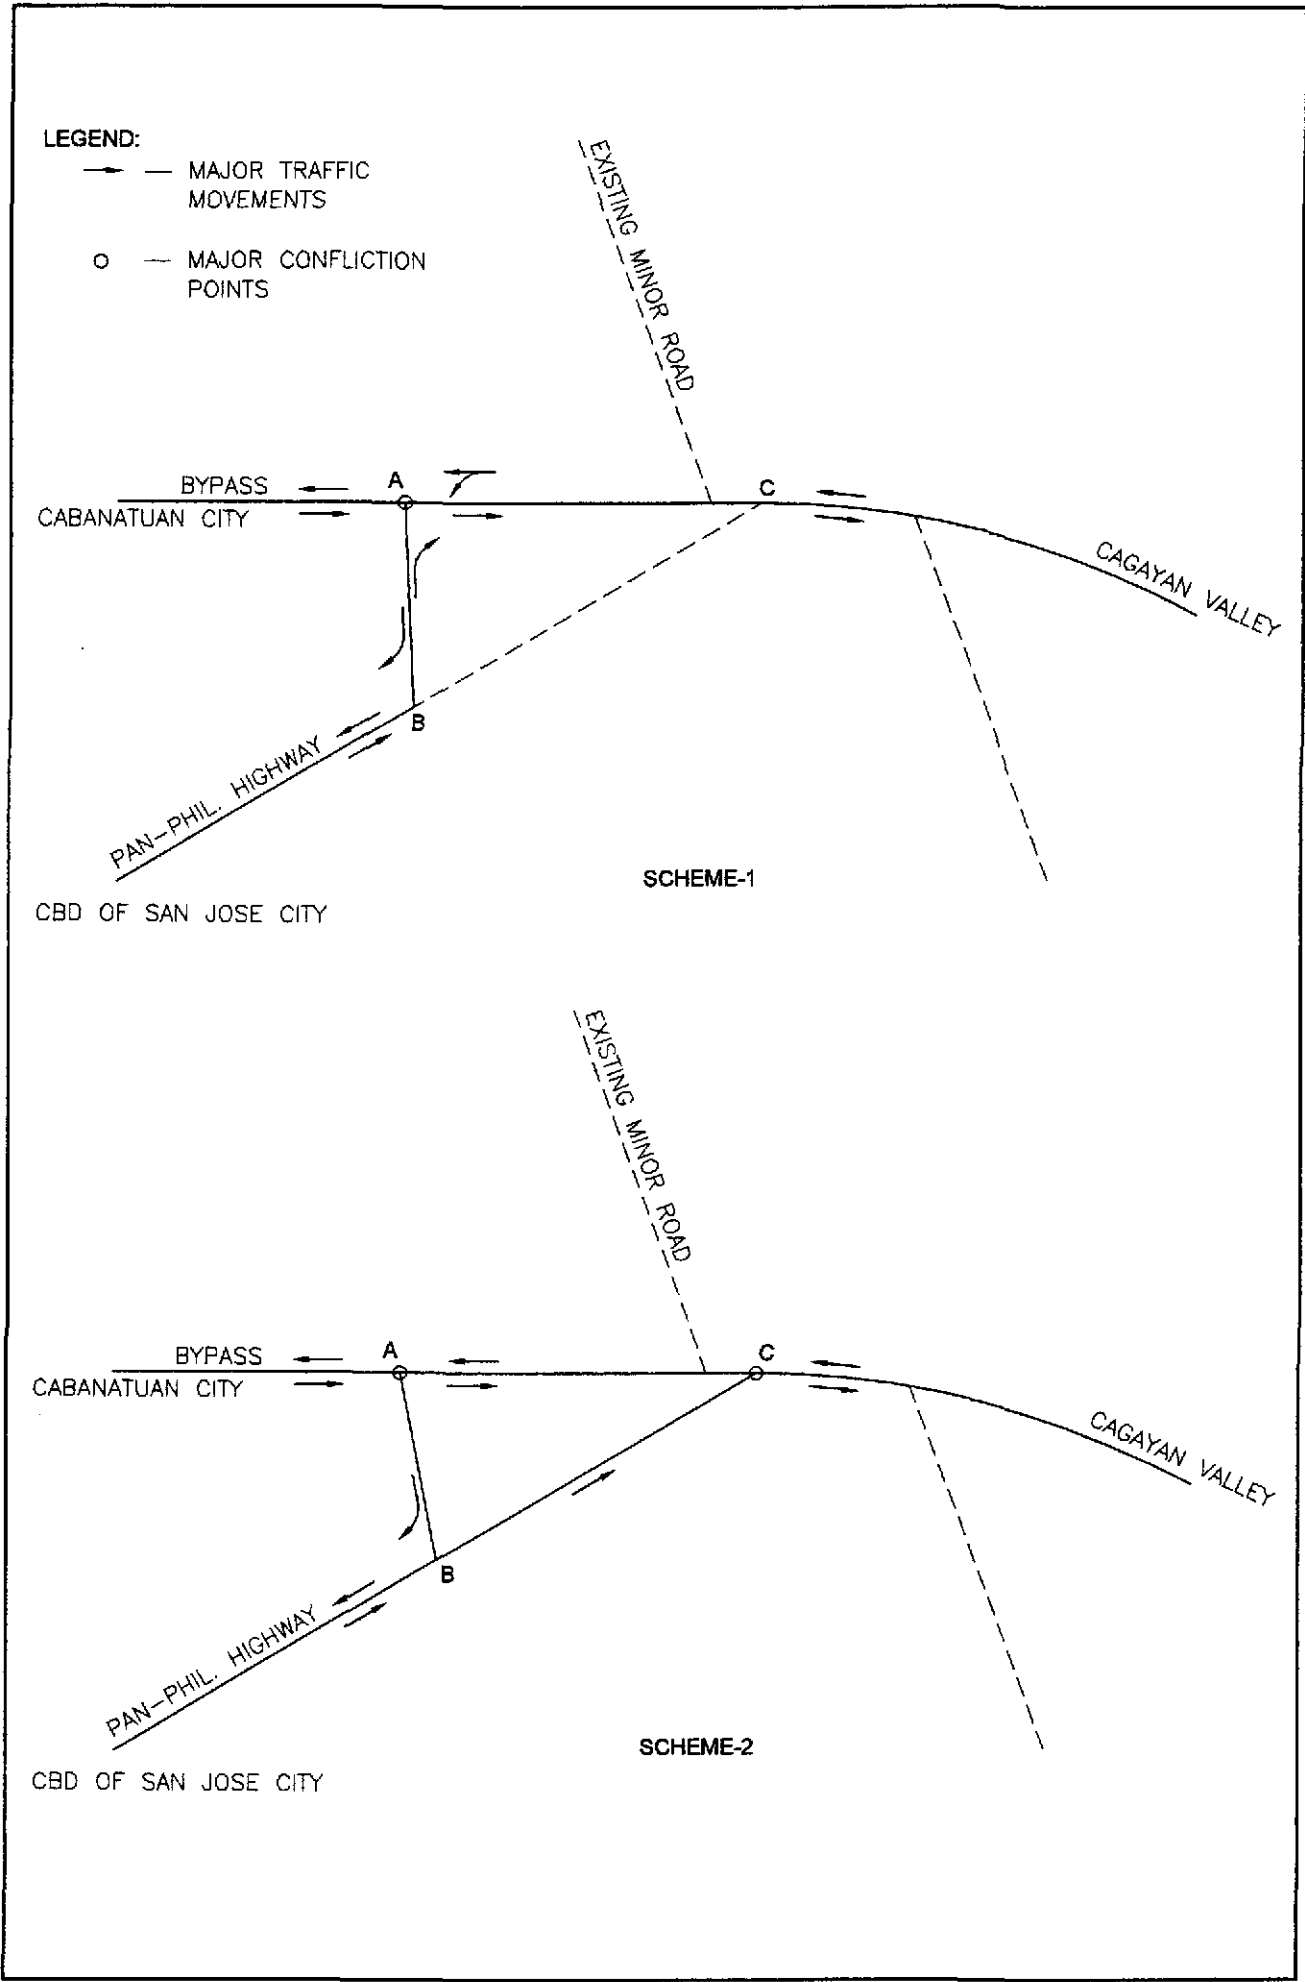 LEGEND:
— MAJOR TRAFFIC
MOVEMENTS
o — MAJOR CONFLICTION
POINTS
EXISTING MINOR ROAD
BYPASS
A
C
CABANATUAN CITY
CAGAYAN VALLEY
B
PAN-PHIL. HIGHWAY
SCHEME-1
CBD OF SAN JOSE CITY
EXISTING MINOR ROAD
BYPASS
A
C
CABANATUAN CITY
CAGAYAN VALLEY
B
PAN-PHIL. HIGHWAY
SCHEME-2
CBD OF SAN JOSE CITY